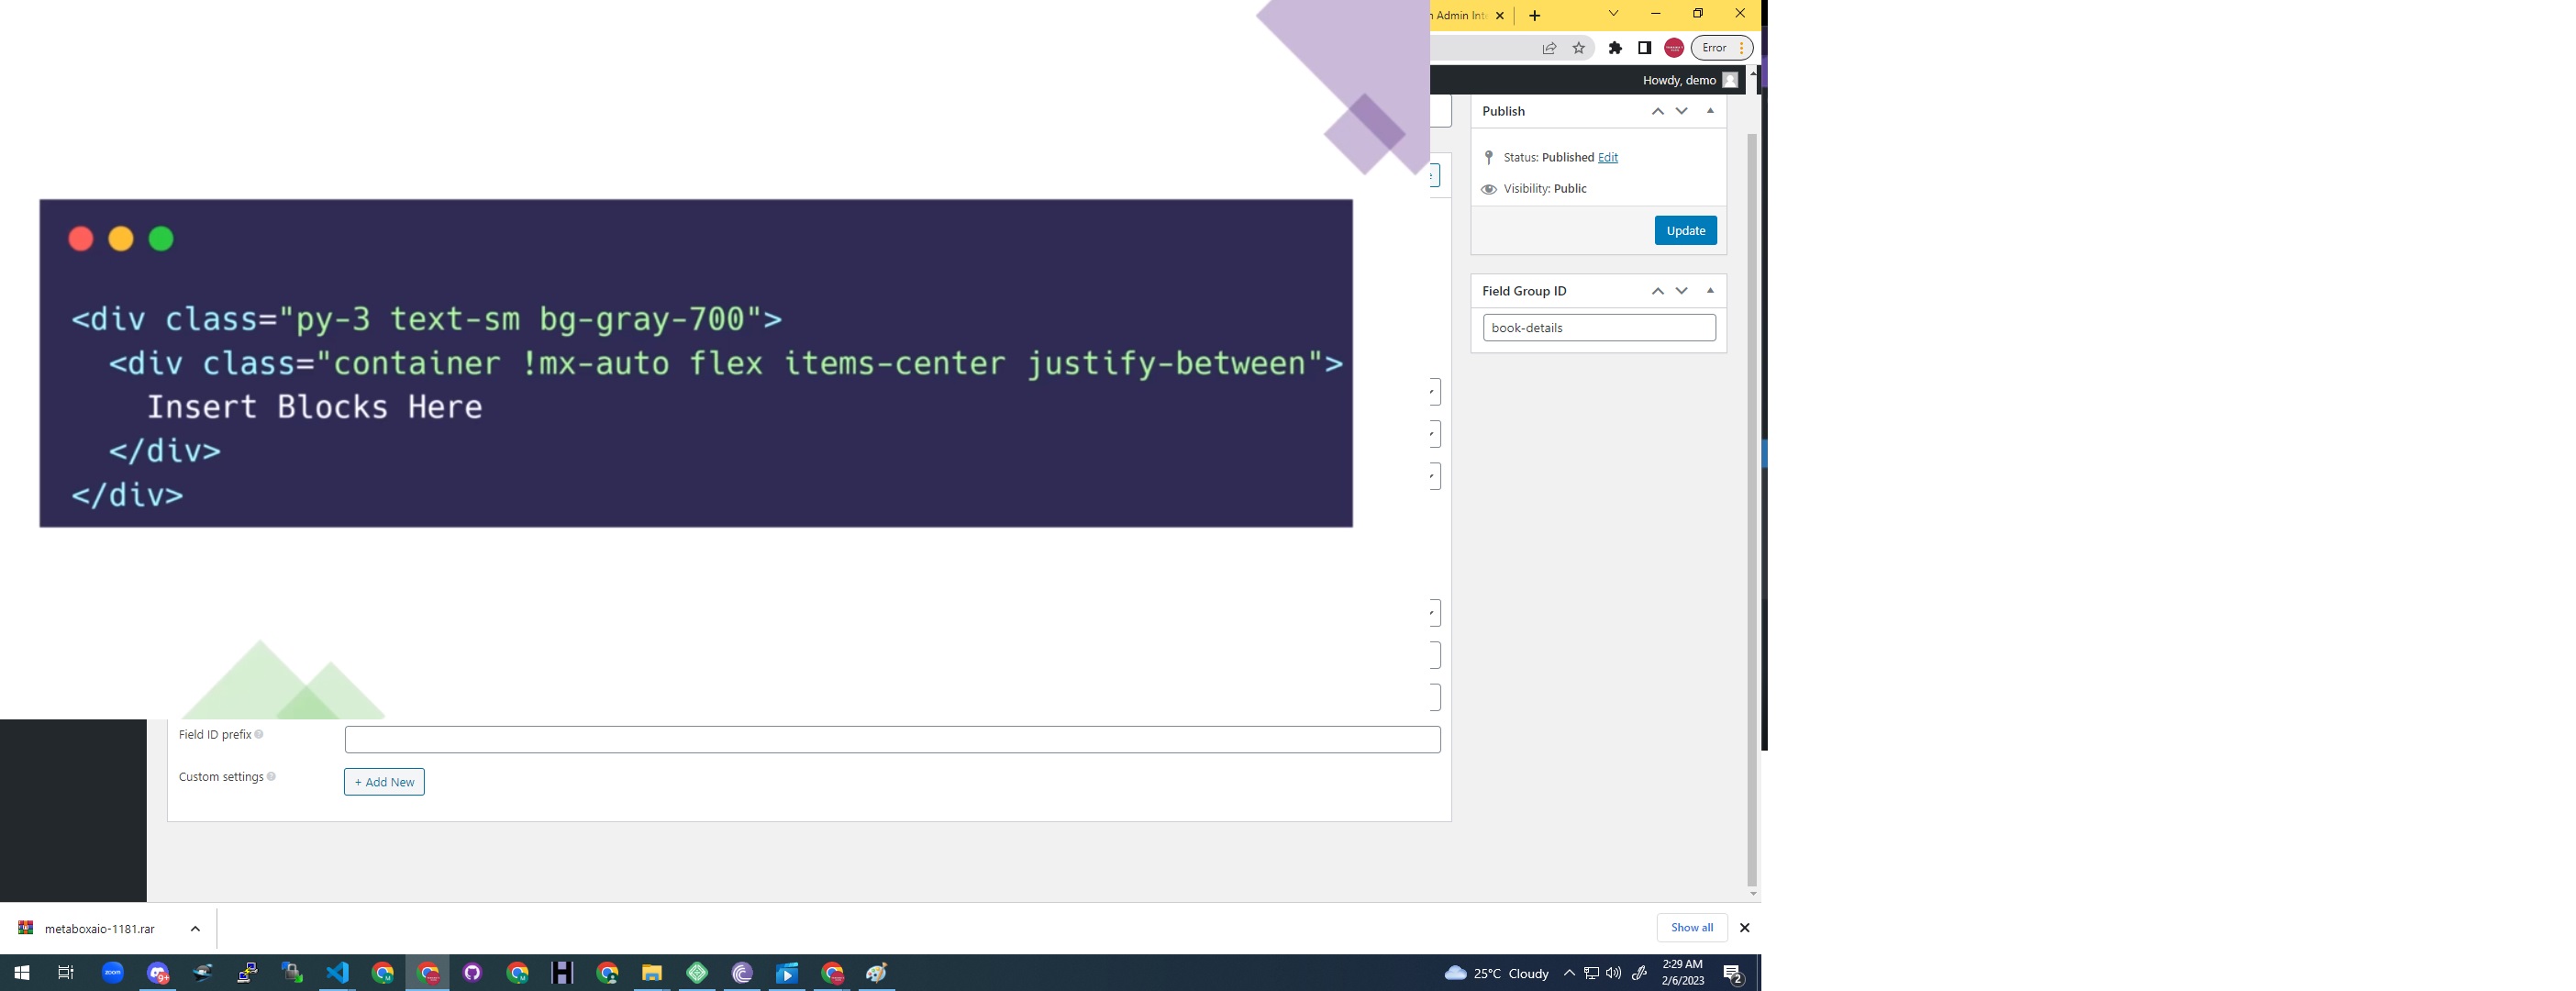 Admin Int
Error
Howdy, demo
Publish
Status: Published Edit
Visibility: Public
Update
Field Group ID
book-details
<div class="py-3 text-sm bg-gray-700">
<div class="container !mx-auto flex items-center justify-between">
Insert Blocks Here
</div>
</div>
Field ID prefix
Custom settings
+ Add New
metaboxaio-1181.rar
Show all
zoom
9+
25°C Cloudy
2:29 AM
2/6/2023
2